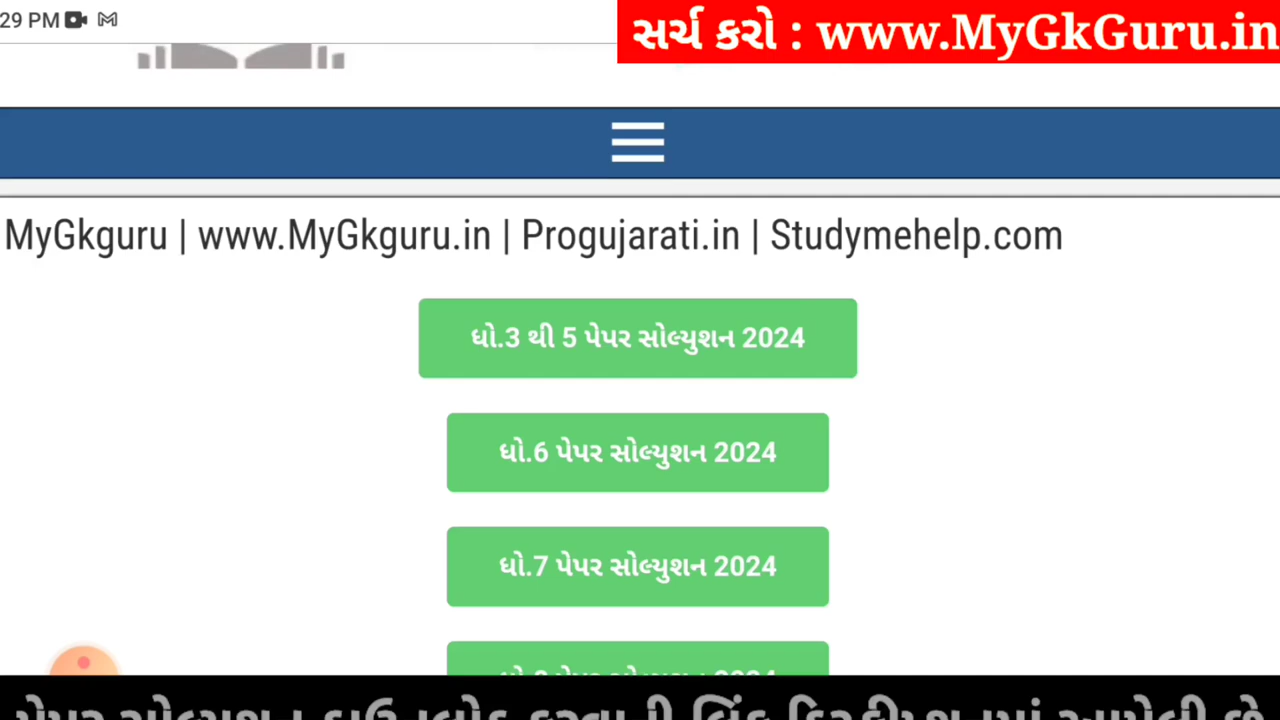 29 PM
સર્ચ કરો : www.MyGkGuru.in
MyGkguru | www.MyGkguru.in | Progujarati.in | Studymehelp.com
ધો.3 થી 5 પેપર સોલ્યુશન 2024
ધો.6 પેપર સોલ્યુશન 2024
ધો.7 પેપર સોલ્યુશન 2024